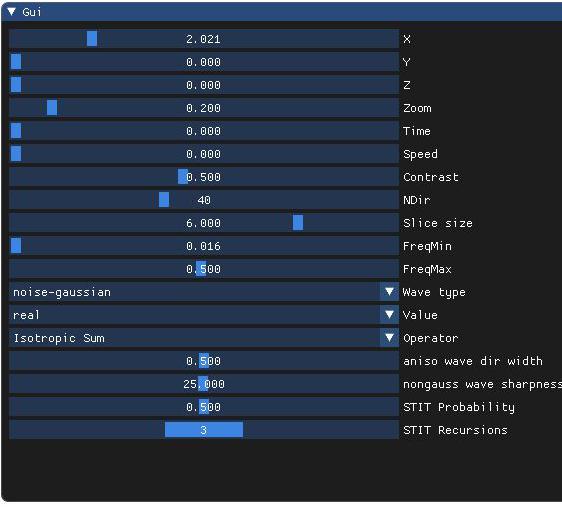 Gui
2.021 X
0.000 Y
0.000 Z
0.200 Zoom
0.000 Time
0.000 Speed
0.500 Contrast
40 NDir
6.000 Slice size
0.016 FreqMin
0.500 FreqMax
noise-gaussian Wave type
real Value
Isotropic Sum Operator
0.500 aniso wave dir width
25.000 nongauss wave sharpness
0.500 STIT Probability
3 STIT Recursions